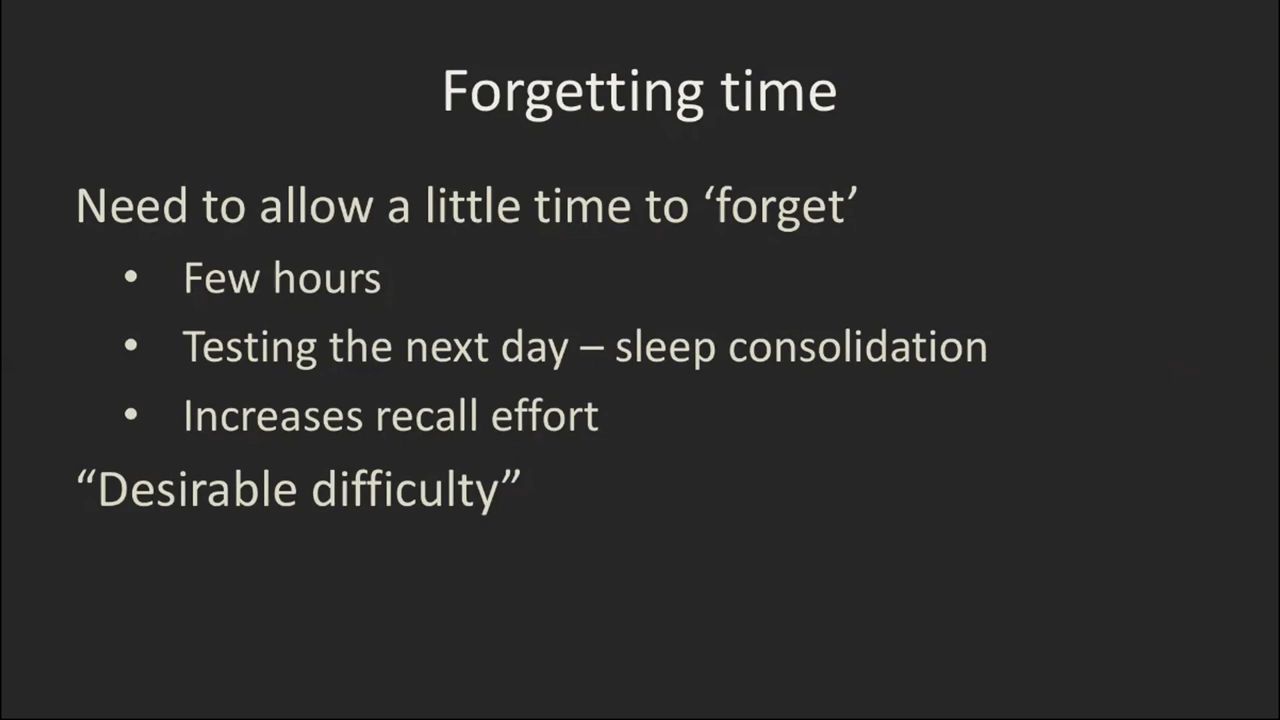 Forgetting time
Need to allow a little time to ‘forget’
• Few hours
• Testing the next day – sleep consolidation
• Increases recall effort
“Desirable difficulty”